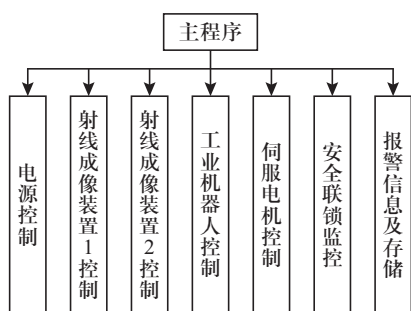 主程序
电源控制
射线成像装置1控制
射线成像装置2控制
工业机器人控制
伺服电机控制
安全联锁监控
报警信息及存储